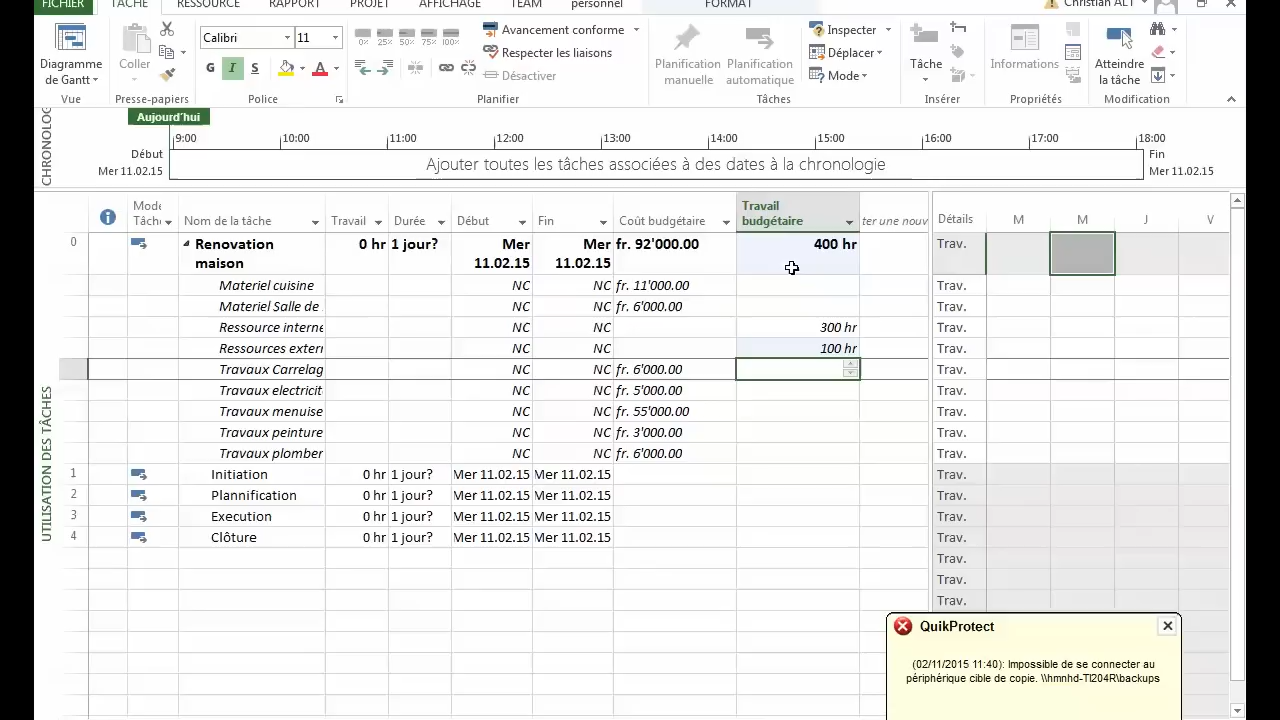 FICHIER TÂCHE RESSOURCE RAPPORT PROJET AFFICHAGE TEAM personnel FORMAT Christian ALT
Diagramme de Gantt
Coller
Calibri 11
G I S
0% 25% 50% 75% 100%
Avancement conforme
Respecter les liaisons
Désactiver
Planification manuelle
Planification automatique
Inspecter
Déplacer
Mode
Tâche
Informations
Atteindre la tâche
Vue Presse-papiers Police Planifier Tâches Insérer Propriétés Modification
CHRONOLOG
Aujourd'hui
9:00 10:00 11:00 12:00 13:00 14:00 15:00 16:00 17:00 18:00
Début
Mer 11.02.15
Ajouter toutes les tâches associées à des dates à la chronologie
Fin
Mer 11.02.15
UTILISATION DES TÂCHES
Mode Tâche Nom de la tâche Travail Durée Début Fin Coût budgétaire Travail budgétaire ter une nouv Détails M M J V
0 Renovation maison 0 hr 1 jour? Mer 11.02.15 Mer 11.02.15 fr. 92'000.00 400 hr Trav.
Materiel cuisine NC NC fr. 11'000.00 Trav.
Materiel Salle de NC NC fr. 6'000.00 Trav.
Ressource interne NC NC 300 hr Trav.
Ressources exter NC NC 100 hr Trav.
Travaux Carrelag NC NC fr. 6'000.00 Trav.
Travaux electricit NC NC fr. 5'000.00 Trav.
Travaux menuise NC NC fr. 55'000.00 Trav.
Travaux peinture NC NC fr. 3'000.00 Trav.
Travaux plomber NC NC fr. 6'000.00 Trav.
1 Initiation 0 hr 1 jour? Mer 11.02.15 Mer 11.02.15 Trav.
2 Plannification 0 hr 1 jour? Mer 11.02.15 Mer 11.02.15 Trav.
3 Execution 0 hr 1 jour? Mer 11.02.15 Mer 11.02.15 Trav.
4 Clôture 0 hr 1 jour? Mer 11.02.15 Mer 11.02.15 Trav.
Trav.
Trav.
Trav.
QuikProtect
(02/11/2015 11:40): Impossible de se connecter au
périphérique cible de copie. \\hmnhd-TI204R\backups